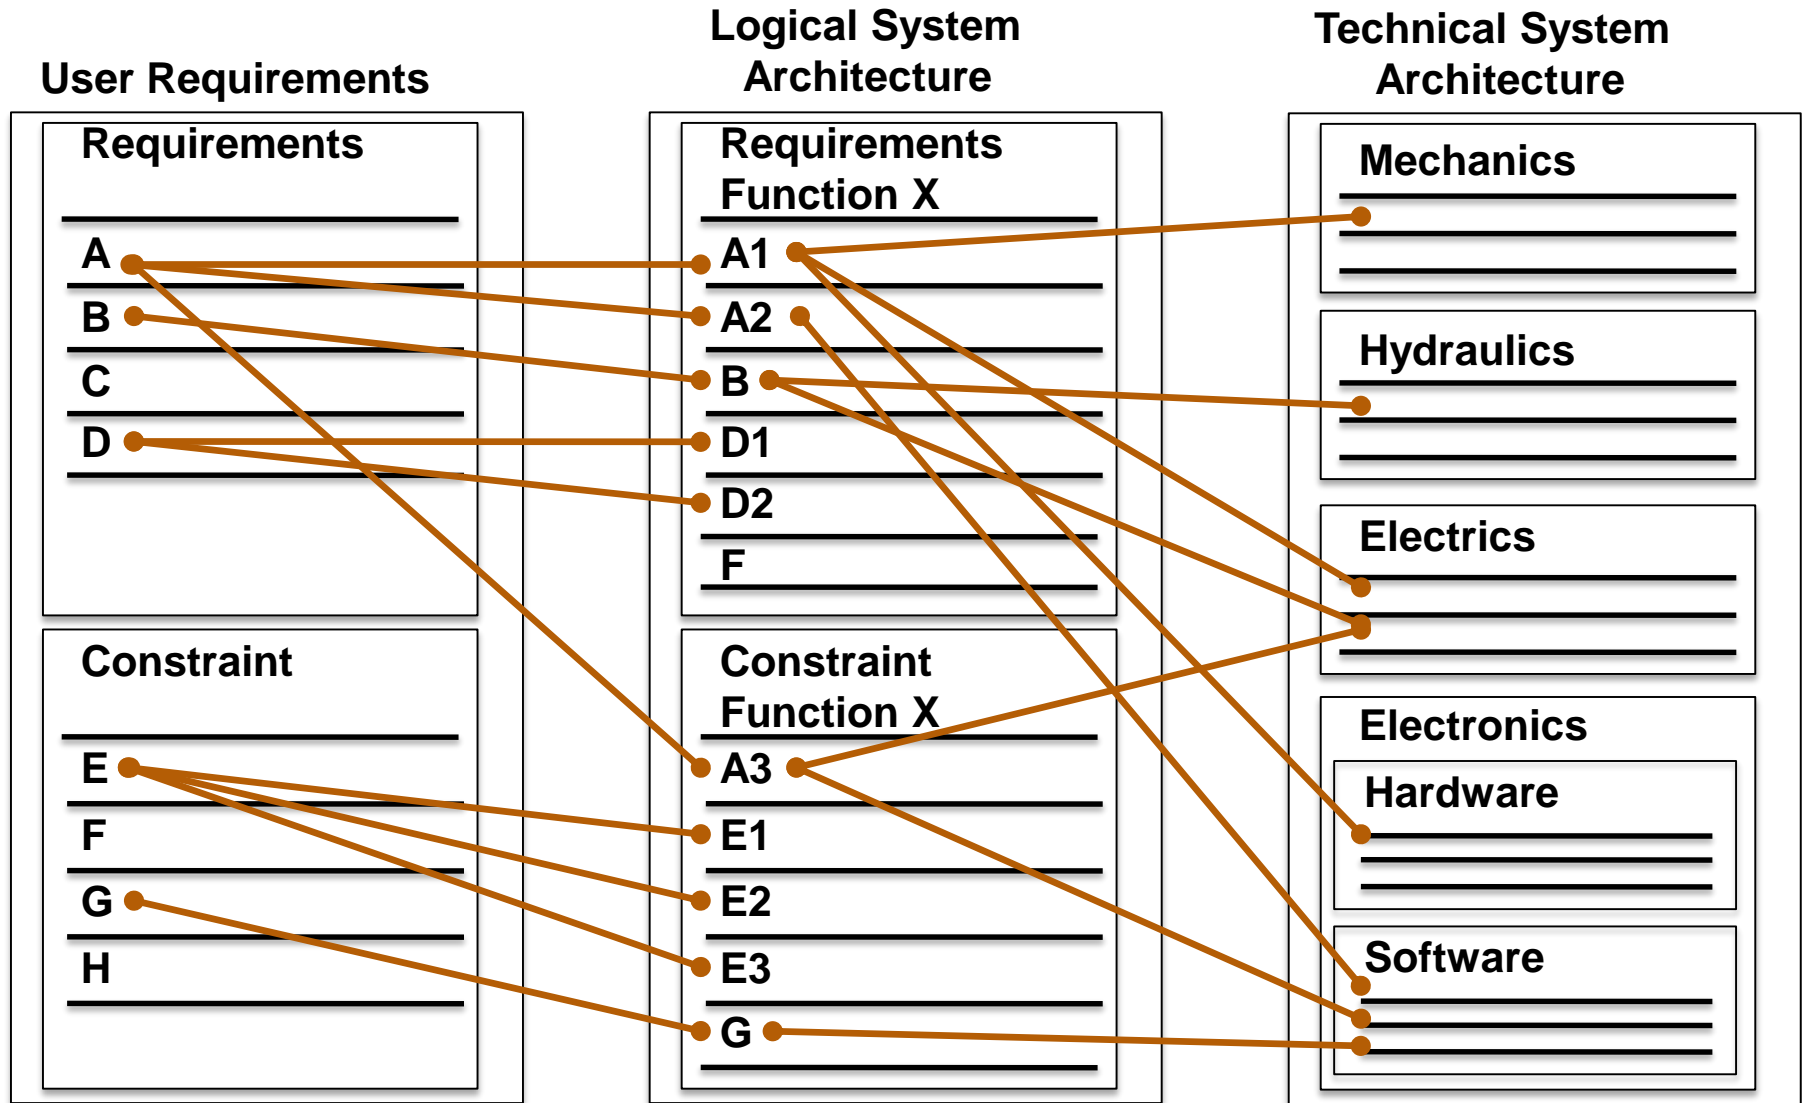 User Requirements
Requirements
A
B
C
D
Constraint
E
F
G
H
Logical System
Architecture
Requirements
Function X
A1
A2
B
D1
D2
F
Constraint
Function X
A3
E1
E2
E3
G
Technical System
Architecture
Mechanics
Hydraulics
Electrics
Electronics
Hardware
Software